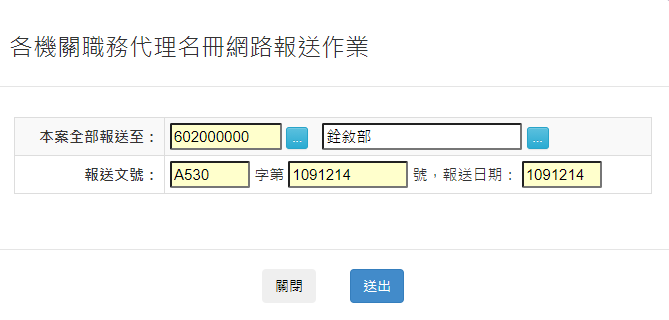 各機關職務代理名冊網路報送作業
本案全部報送至： 602000000 ... 銓敘部 ...
報送文號： A530 字第 1091214 號，報送日期： 1091214
關閉 送出